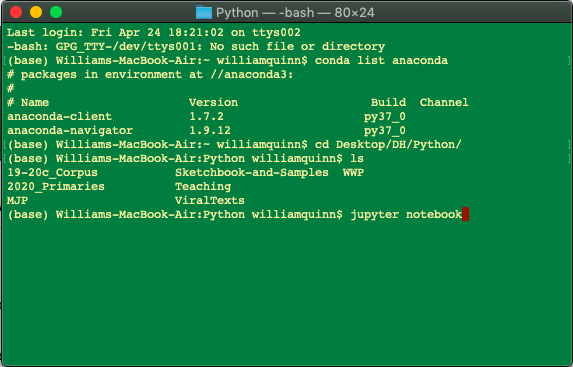 Python — -bash — 80×24
Last login: Fri Apr 24 18:21:02 on ttys002
-bash: GPG_TTY-/dev/ttys001: No such file or directory
[(base) Williams-MacBook-Air:~ williamquinn$ conda list anaconda ]
# packages in environment at //anaconda3:
#
# Name                    Version                   Build  Channel
anaconda-client           1.7.2                    py37_0
anaconda-navigator        1.9.12                   py37_0
[(base) Williams-MacBook-Air:~ williamquinn$ cd Desktop/DH/Python/ ]
[(base) Williams-MacBook-Air:Python williamquinn$ ls ]
19-20c_Corpus           Sketchbook-and-Samples  WWP
2020_Primaries          Teaching
MJP                     ViralTexts
(base) Williams-MacBook-Air:Python williamquinn$ jupyter notebook